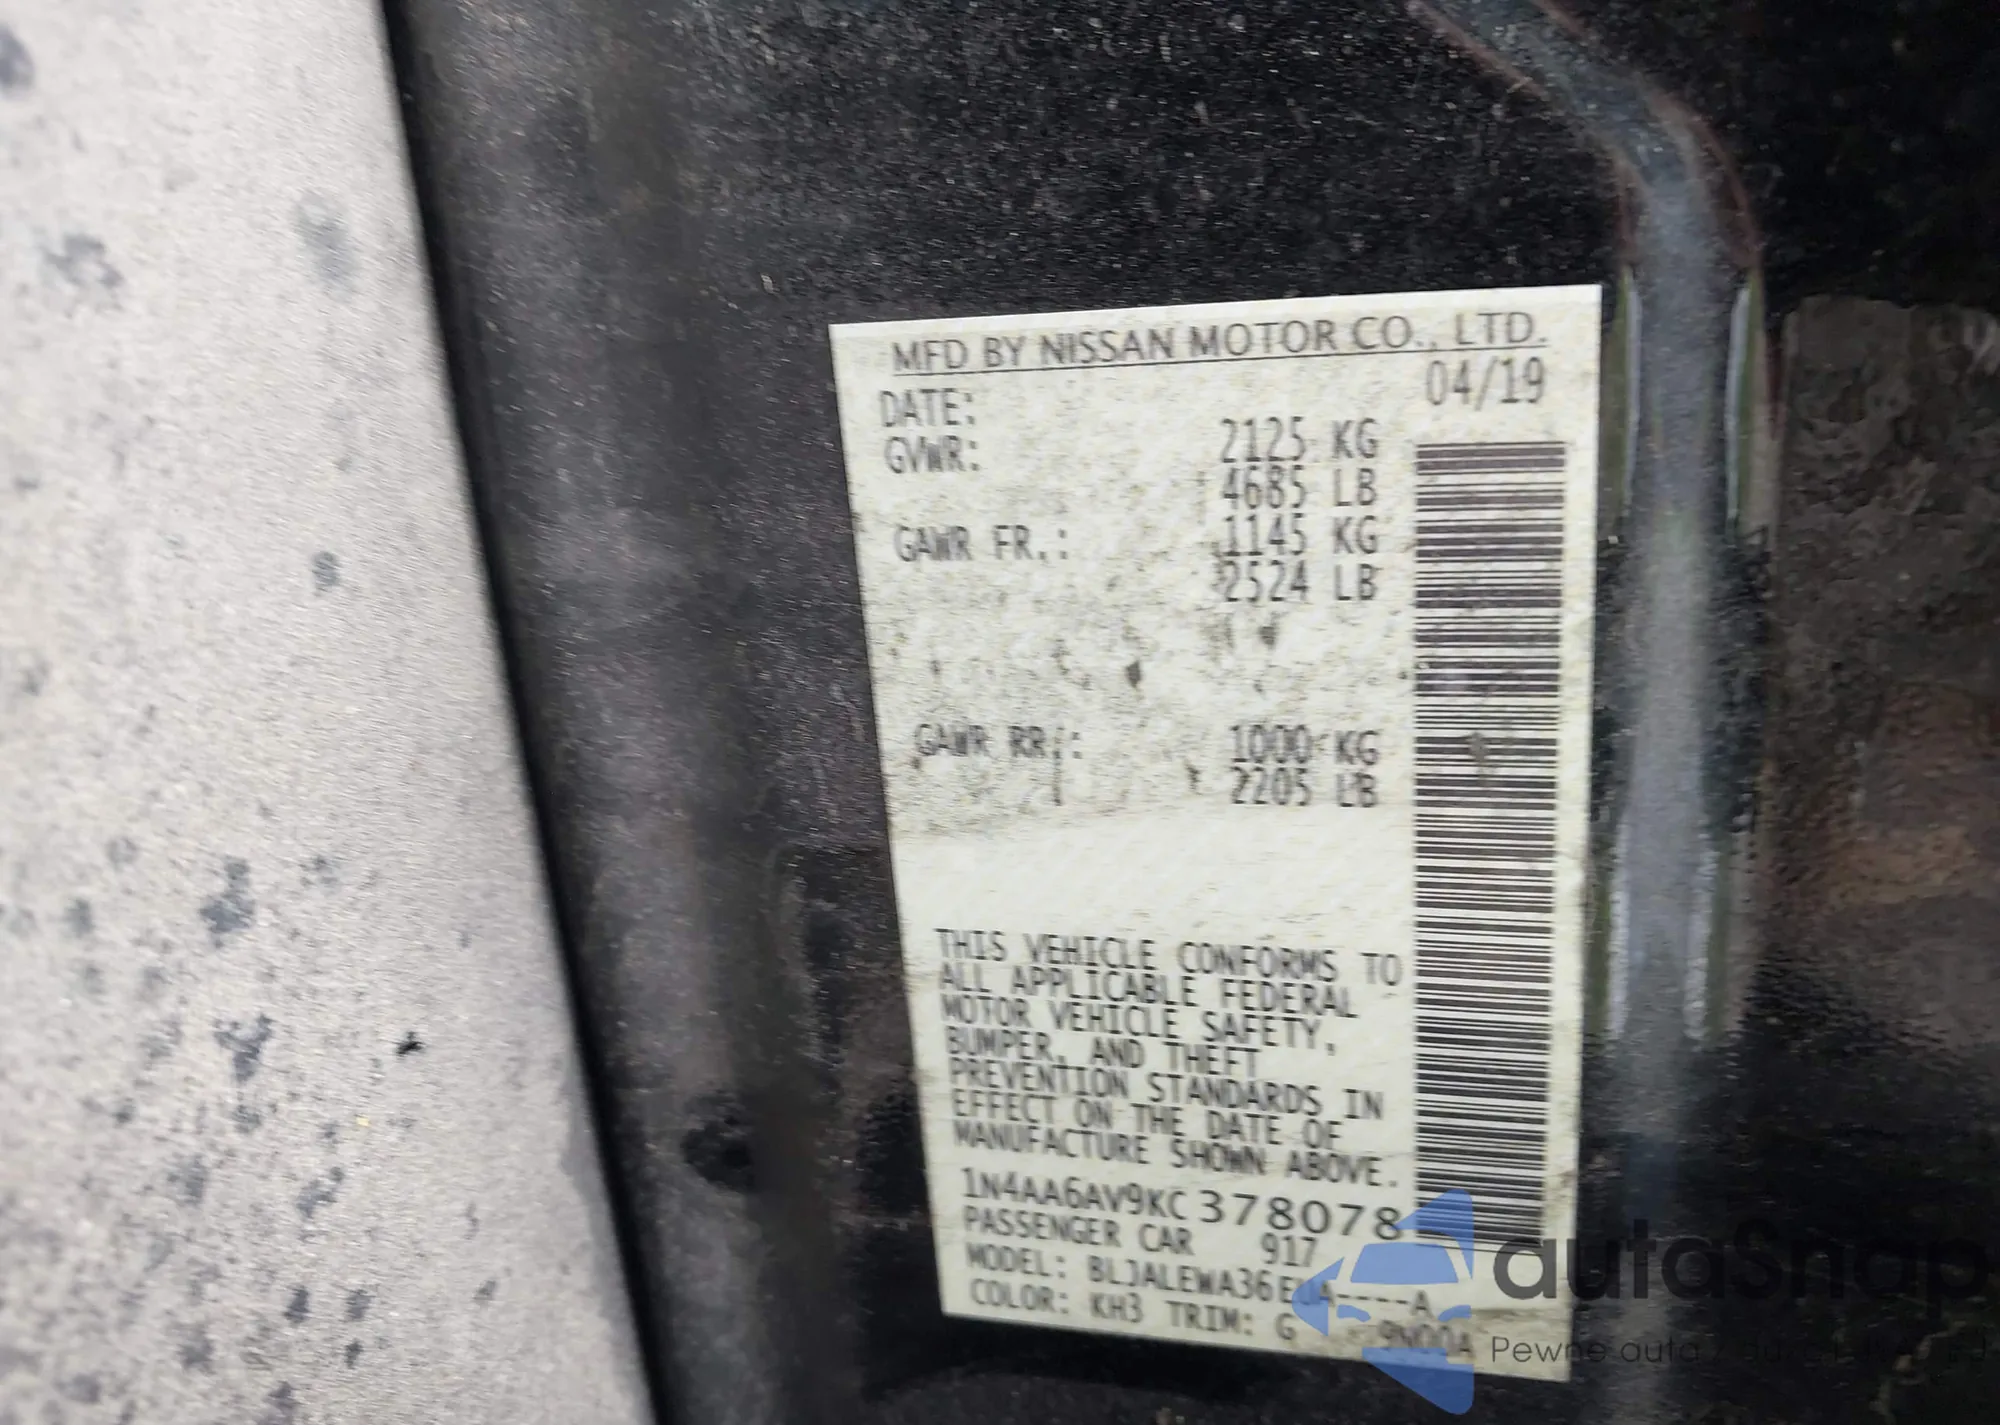 MFD BY NISSAN MOTOR CO., LTD.
DATE: 04/19
GVWR: 2125 KG
4685 LB
GAWR FR.: 1145 KG
2524 LB
GAWR RR.: 1000 KG
2205 LB
THIS VEHICLE CONFORMS TO
ALL APPLICABLE FEDERAL
MOTOR VEHICLE SAFETY,
BUMPER, AND THEFT
PREVENTION STANDARDS IN
EFFECT ON THE DATE OF
MANUFACTURE SHOWN ABOVE.
1N4AA6AV9KC378078
PASSENGER CAR 917
MODEL: BLJALEWA36EUA----A
COLOR: KH3 TRIM: G 9N00A
autoSnap
Pewne auta